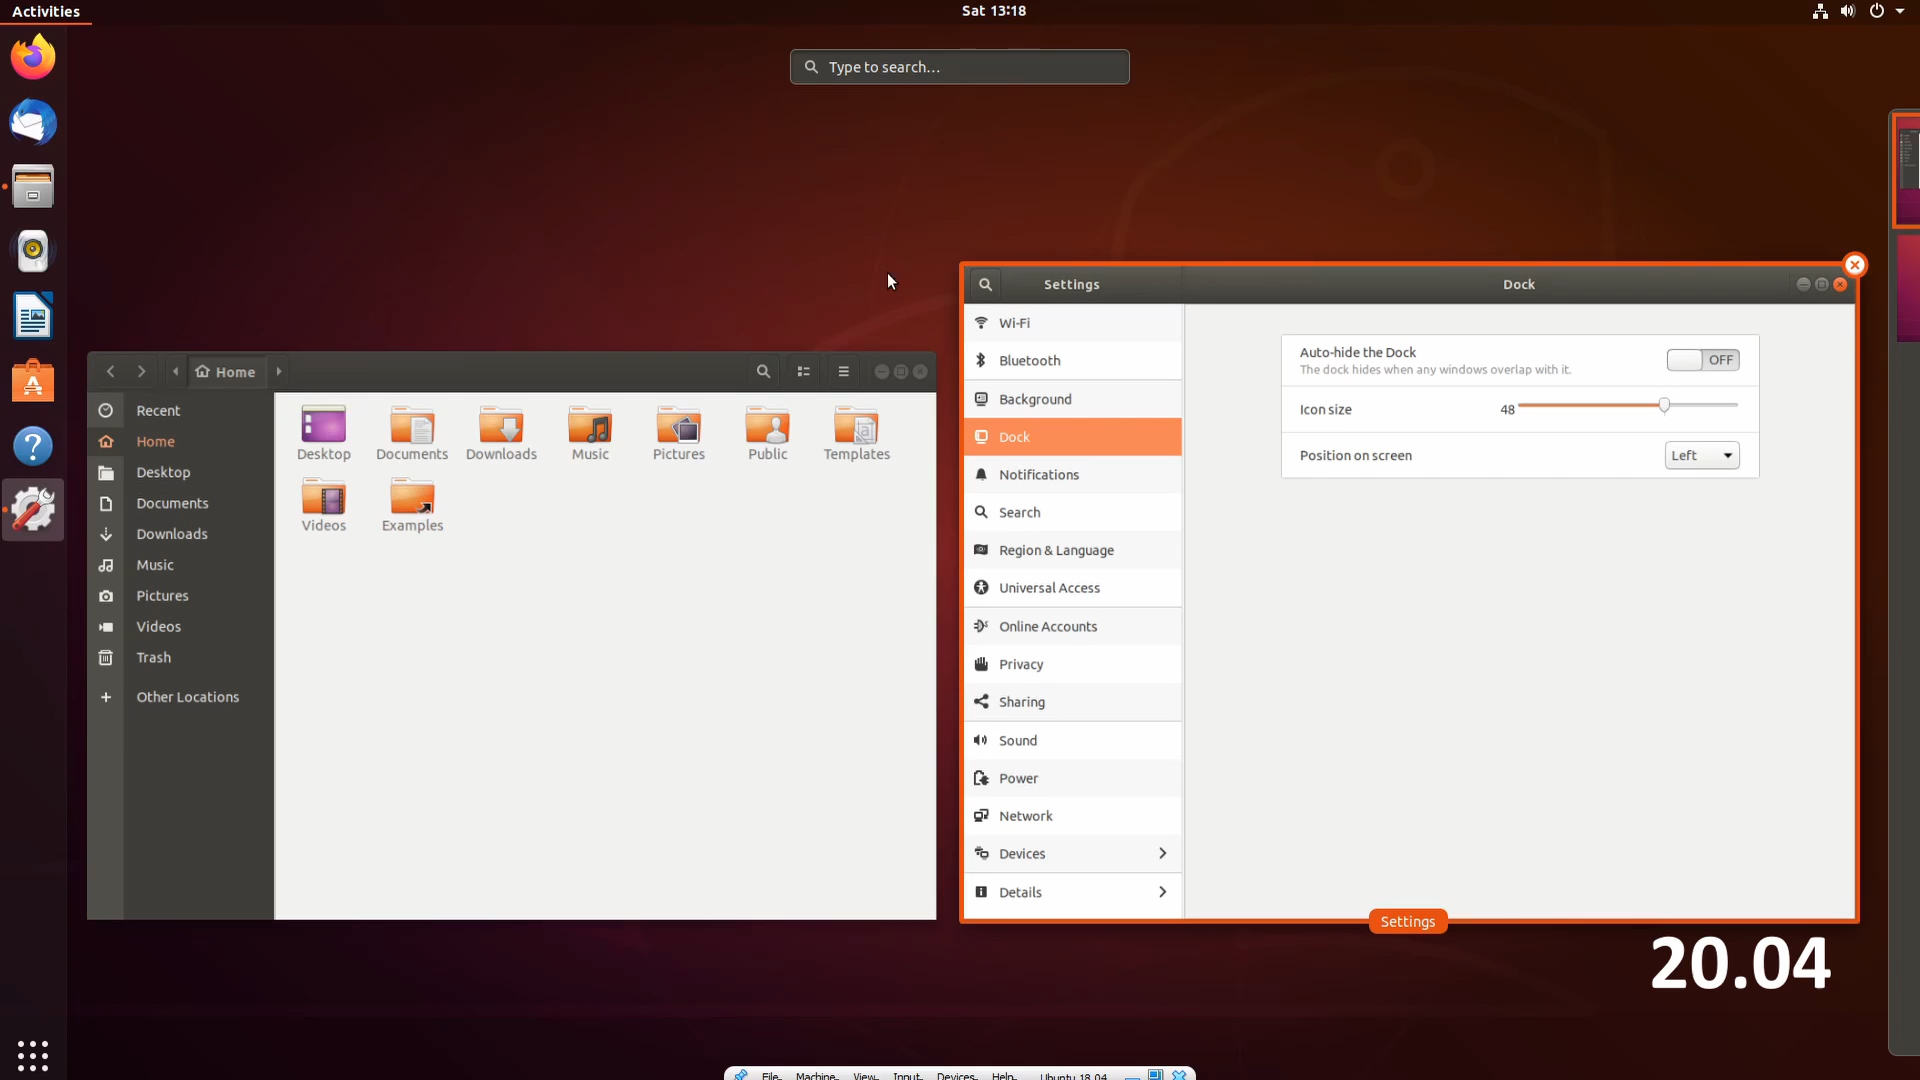 Activities
Sat 13:18
Type to search...
Home
Recent
Home
Desktop
Documents
Downloads
Music
Pictures
Videos
Trash
Other Locations
Desktop
Documents
Downloads
Music
Pictures
Public
Templates
Videos
Examples
Settings
Dock
Wi-Fi
Bluetooth
Background
Dock
Notifications
Search
Region & Language
Universal Access
Online Accounts
Privacy
Sharing
Sound
Power
Network
Devices
Details
Auto-hide the Dock
OFF
The dock hides when any windows overlap with it.
Icon size
48
Position on screen
Left
Settings
20.04
File Machine View Input Devices Help Ubuntu 18.04